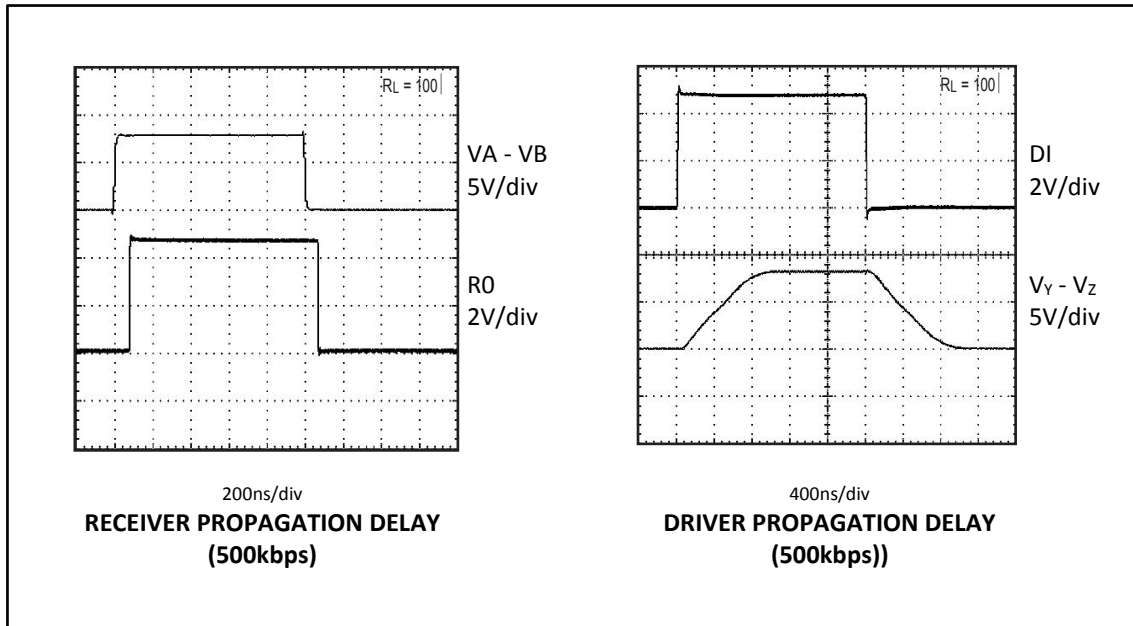 RL = 100
VA - VB
5V/div
R0
2V/div
200ns/div
RECEIVER PROPAGATION DELAY
(500kbps)
RL = 100
DI
2V/div
VY - VZ
5V/div
400ns/div
DRIVER PROPAGATION DELAY
(500kbps))